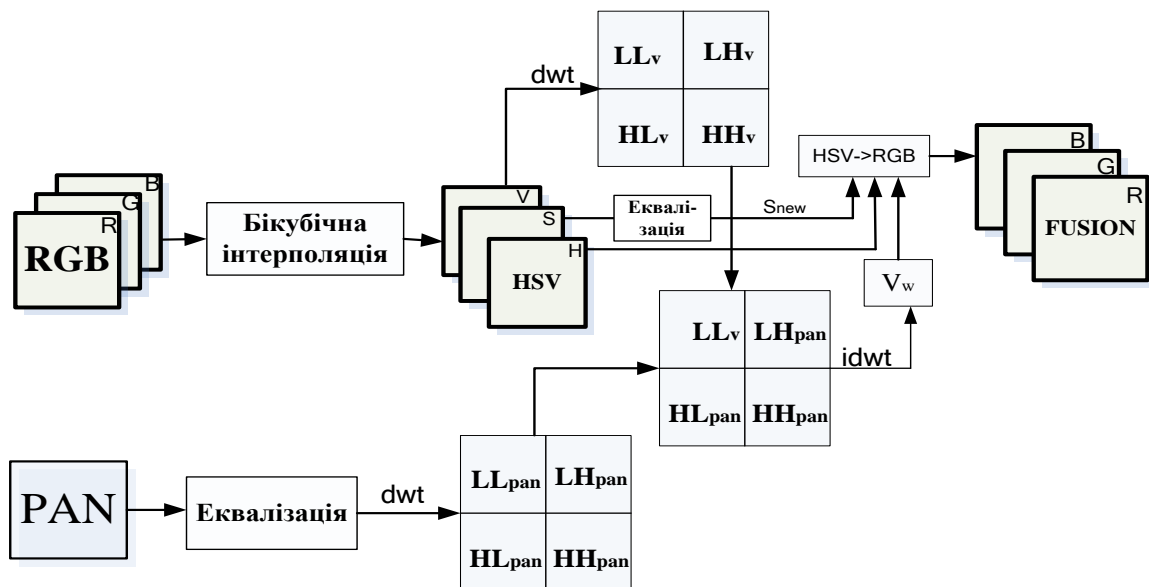 LLv LHv
dwt
HLv HHv
B
G
R
RGB
Бікубічна
інтерполяція
V
S
H
HSV
Еквалі-
зація
Snew
HSV->RGB
B
G
R
FUSION
Vw
LLv LHpan
idwt
HLpan HHpan
PAN
Еквалізація
dwt
LLpan LHpan
HLpan HHpan